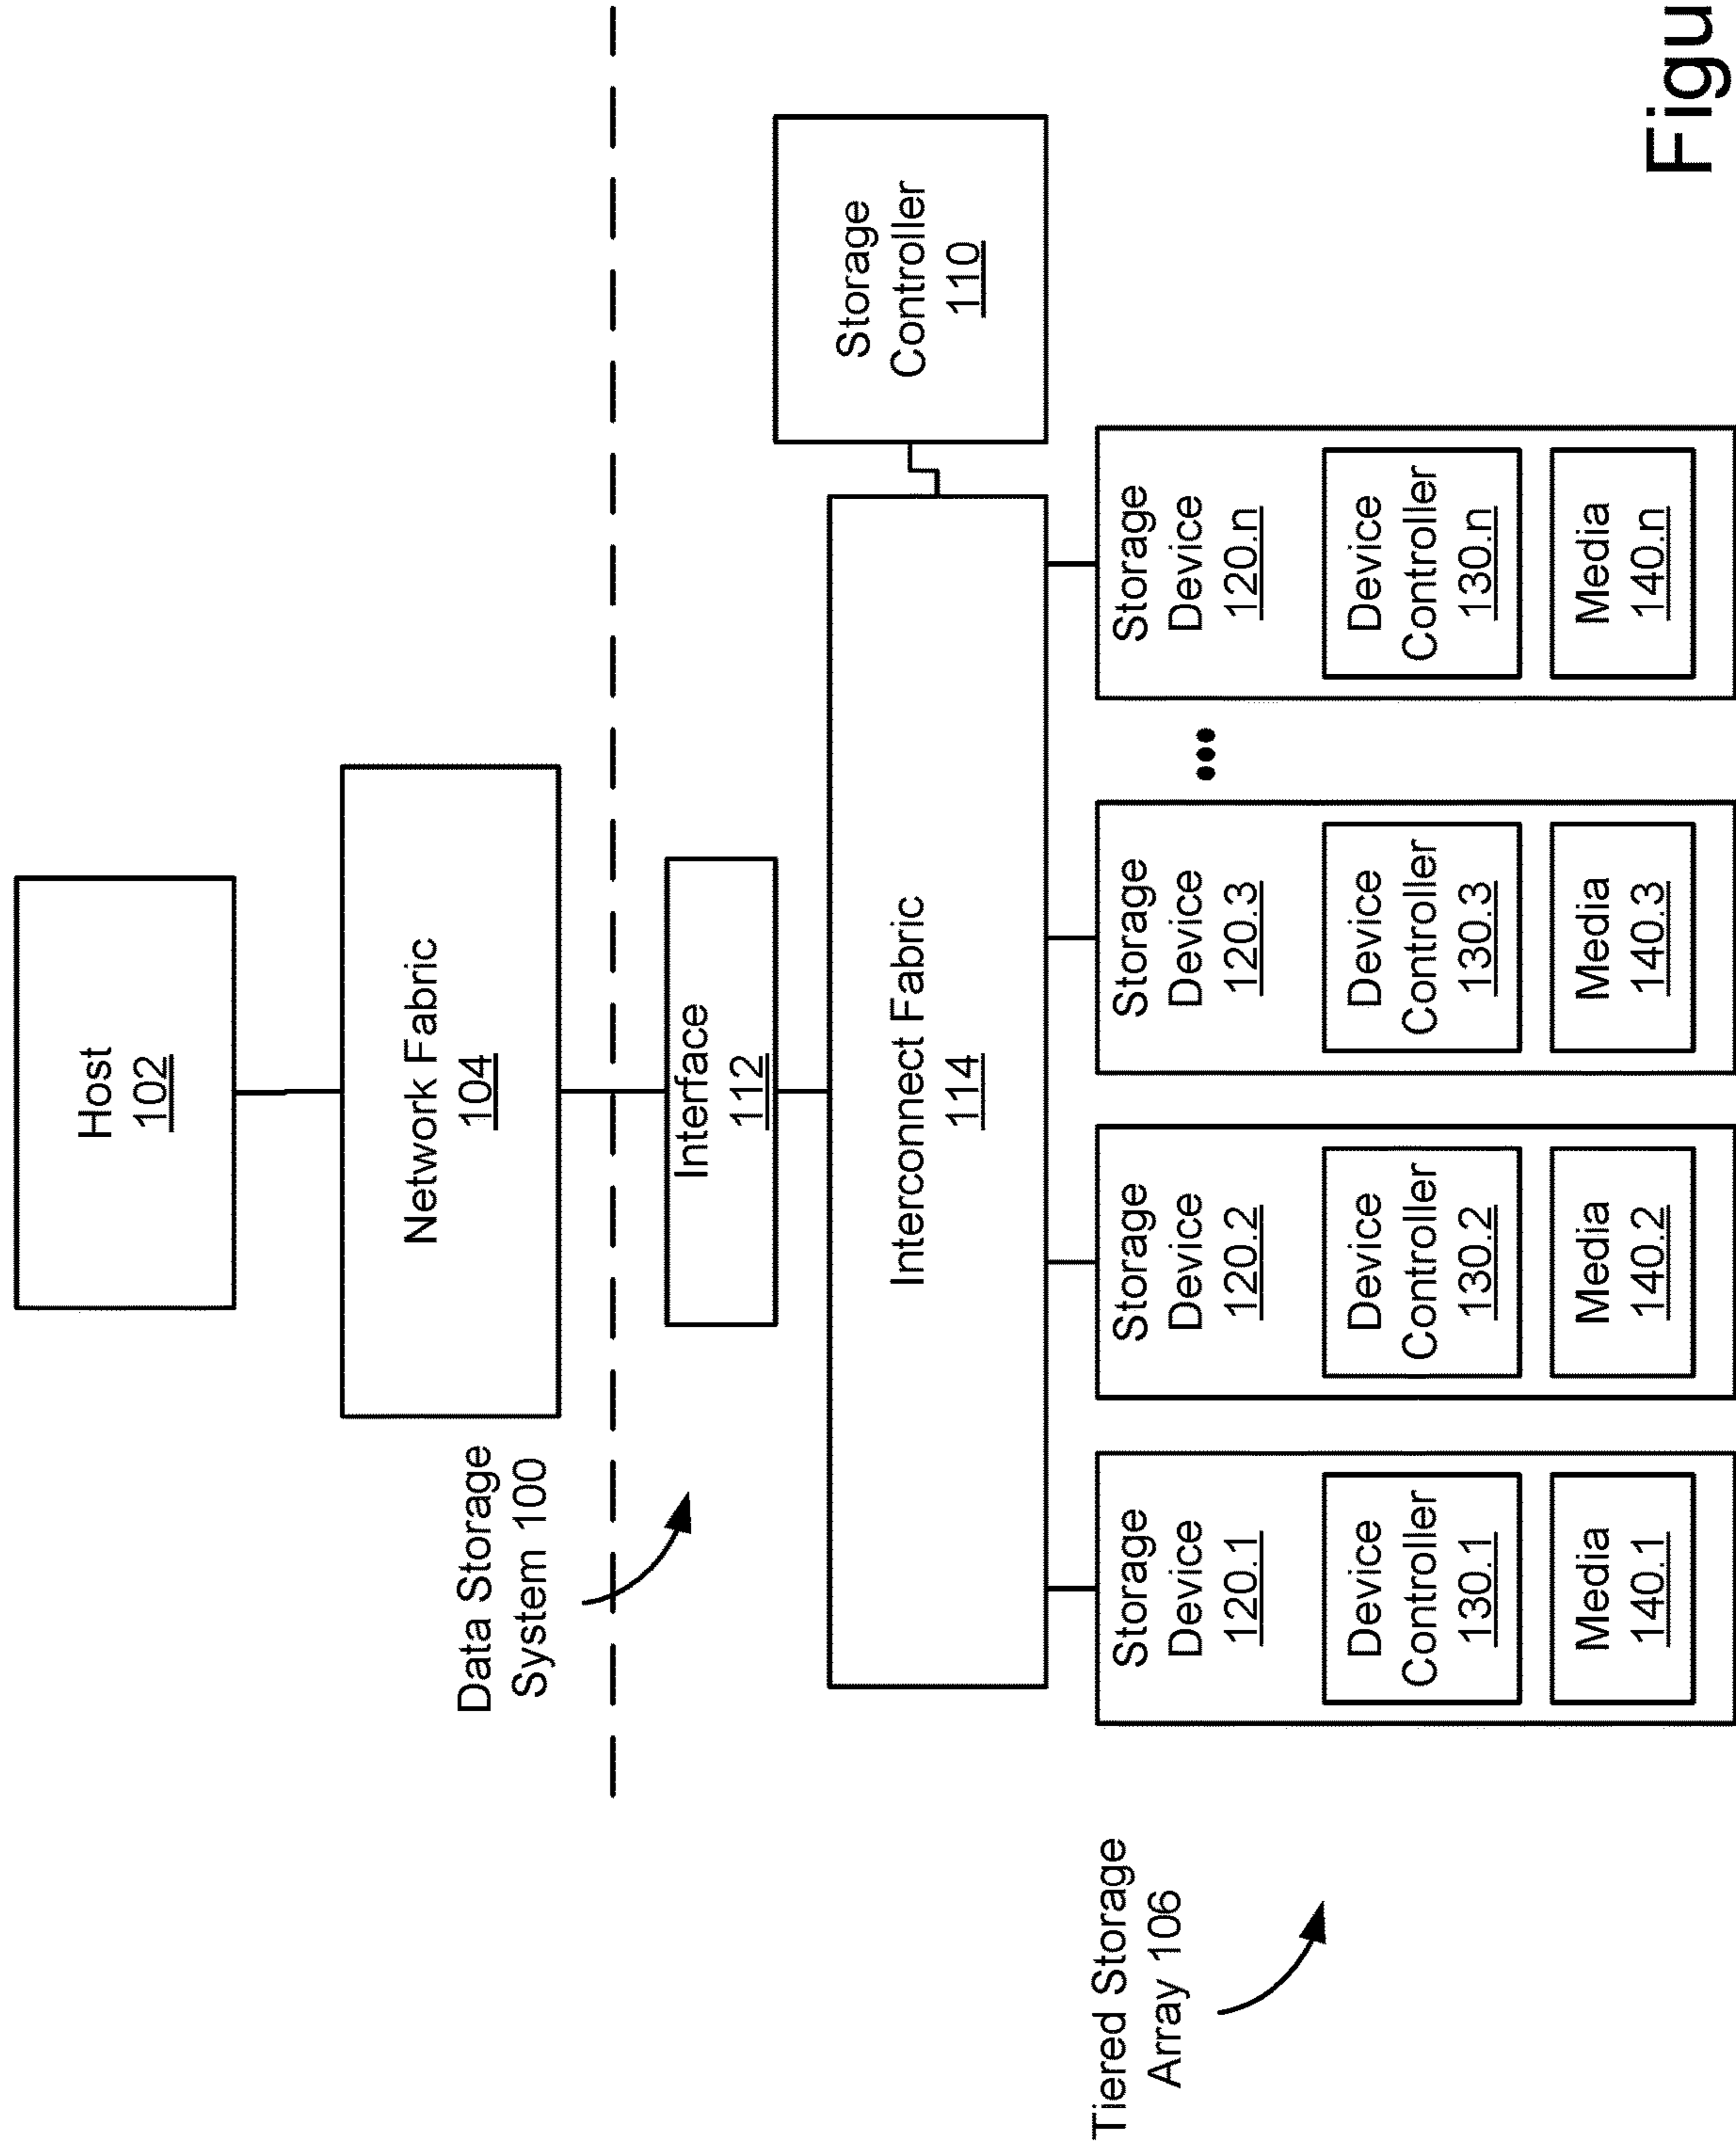 Host
102
Network Fabric
104
Data Storage
System 100
Interface
112
Storage
Controller
110
Interconnect Fabric
114
Tiered Storage
Array 106
Storage
Device
120.1
Device
Controller
130.1
Media
140.1
Storage
Device
120.2
Device
Controller
130.2
Media
140.2
Storage
Device
120.3
Device
Controller
130.3
Media
140.3
•••
Storage
Device
120.n
Device
Controller
130.n
Media
140.n
Figu